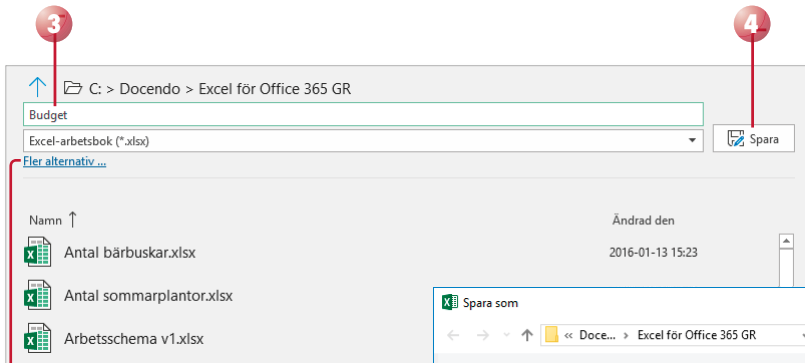 3 4
C: > Docendo > Excel för Office 365 GR
Budget
Excel-arbetsbok (*.xlsx)
Spara
Fler alternativ ...
Namn ↑ Ändrad den
Antal bärbuskar.xlsx 2016-01-13 15:23
Antal sommarplantor.xlsx
Spara som
« Doce... > Excel för Office 365 GR
Arbetsschema v1.xlsx